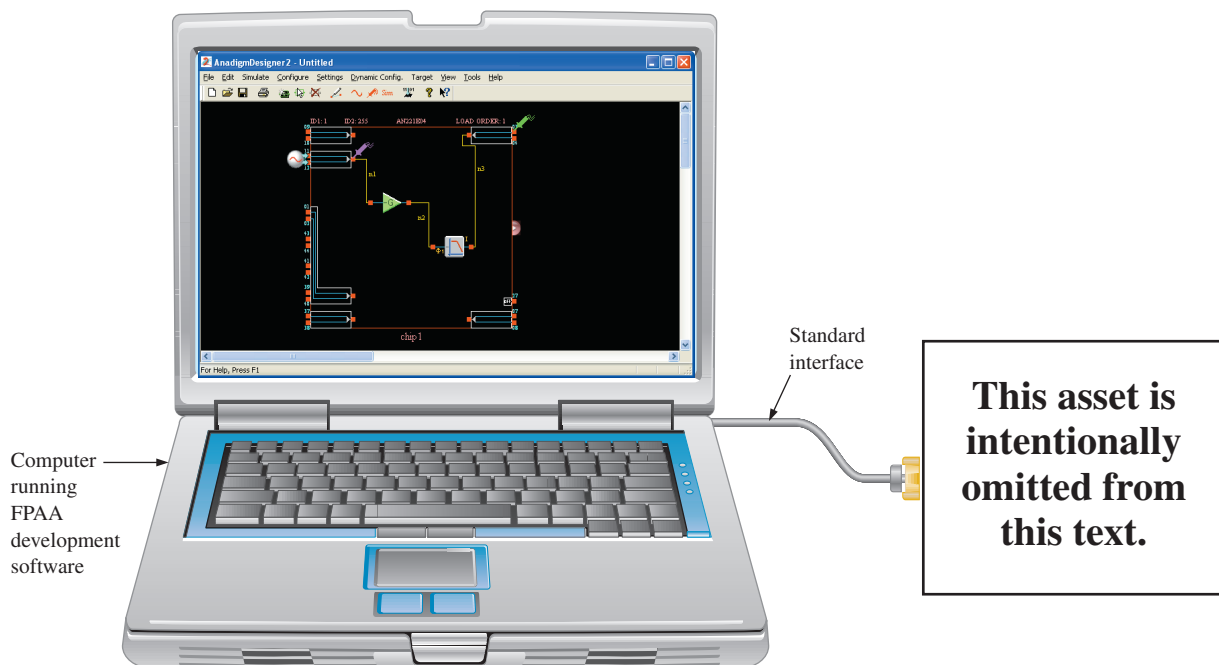 AnadigmDesigner2 - Untitled
File Edit Simulate Configure Settings Dynamic Config. Target View Tools Help
Sim
ID1: 1 ID2: 255 AN221E04 LOAD ORDER: 1
n1
n2
n3
chip1
For Help, Press F1
Standard
interface
Computer
running
FPAA
development
software
This asset is
intentionally
omitted from
this text.